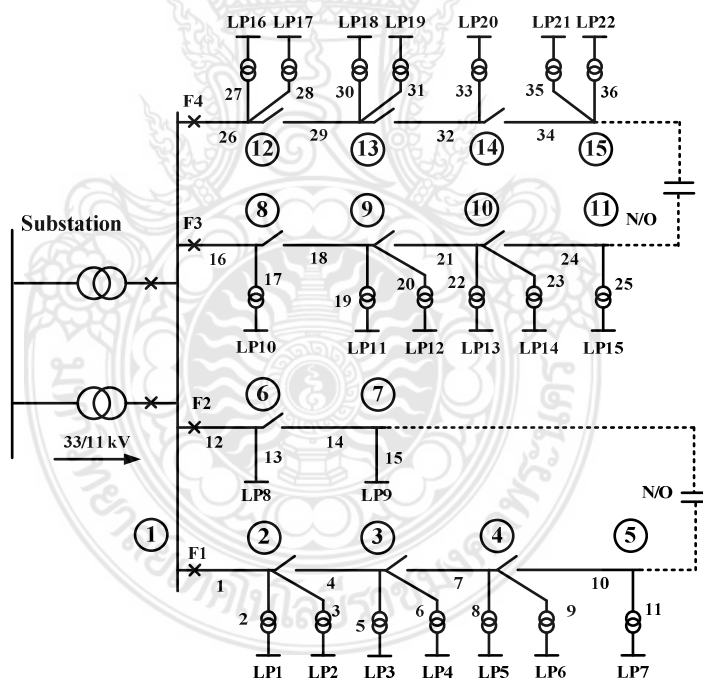 LP16 LP17 LP18 LP19 LP20 LP21 LP22
27 28 30 31 33 35 36
F4
26 29 32 34
12 13 14 15
8 9 10 11
Substation
F3
N/O
16 18 21 24
17 19 20 22 23 25
LP10 LP11 LP12 LP13 LP14 LP15
6 7
F2
12 14
33/11 kV
13 15
LP8 LP9
N/O
1 2 3 4 5
F1
1 4 7 10
2 3 5 6 8 9 11
LP1 LP2 LP3 LP4 LP5 LP6 LP7